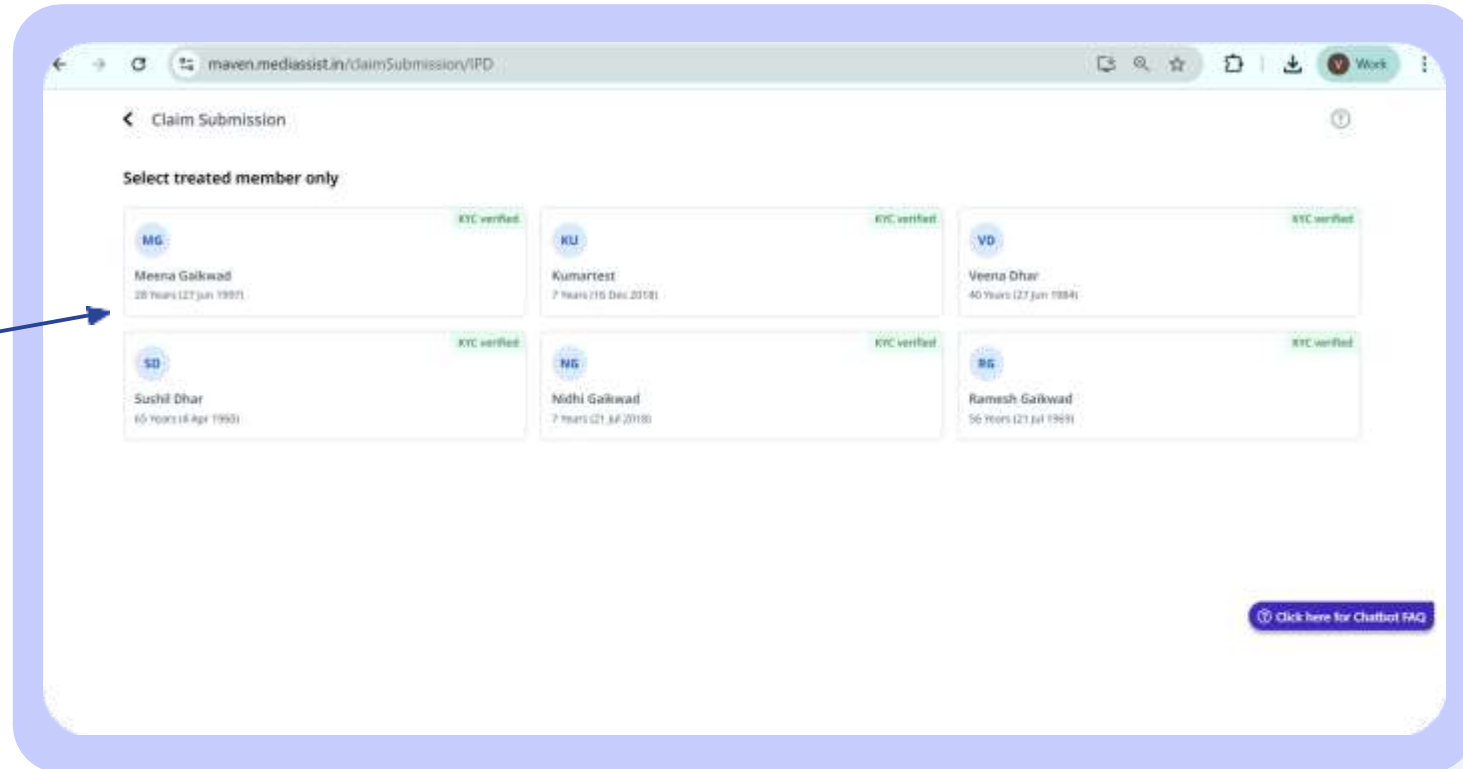 maven.mediassist.in/claimSubmission/IPD
V Work
Claim Submission
Select treated member only
KYC verified
MG
Meena Gaikwad
28 Years (27 Jun 1997)
KYC verified
KU
Kumartest
7 Years (16 Dec 2018)
KYC verified
VD
Veena Dhar
40 Years (27 Jun 1984)
KYC verified
SD
Sushil Dhar
65 Years
KYC verified
NG
Nidhi Gaikwad
7 Years (21 Jul 2018)
KYC verified
RG
Ramesh Gaikwad
56 Years (21 Jul 1969)
Click here for Chatbot FAQ